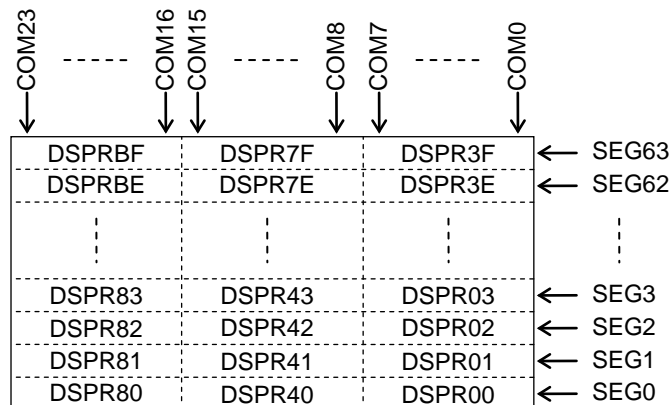 COM23 COM16 COM15 COM8 COM7 COM0
DSPRBF DSPR7F DSPR3F SEG63
DSPRBE DSPR7E DSPR3E SEG62
DSPR83 DSPR43 DSPR03 SEG3
DSPR82 DSPR42 DSPR02 SEG2
DSPR81 DSPR41 DSPR01 SEG1
DSPR80 DSPR40 DSPR00 SEG0